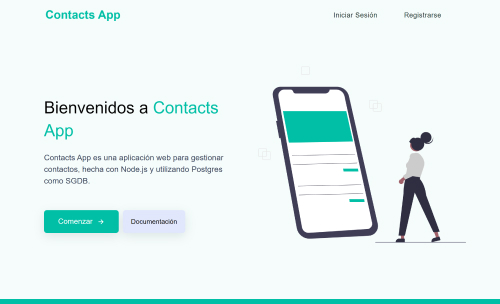 Contacts App
Iniciar Sesión
Registrarse
Bienvenidos a Contacts
App
Contacts App es una aplicación web para gestionar
contactos, hecha con Node.js y utilizando Postgres
como SGDB.
Comenzar →
Documentación